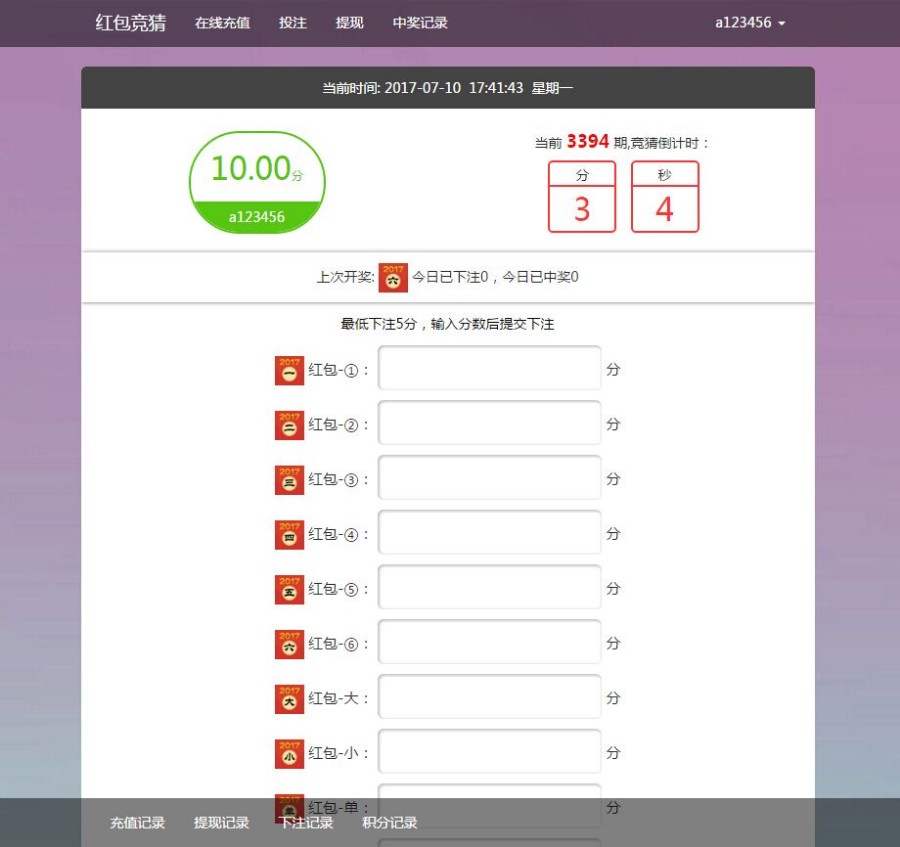 红包竞猜 在线充值 投注 提现 中奖记录 a123456
当前时间: 2017-07-10 17:41:43 星期一
10.00分
a123456
当前 3394 期,竞猜倒计时：
分 秒
3 4
上次开奖: 2017 六 今日已下注0，今日已中奖0
最低下注5分，输入分数后提交下注
2017 一 红包-①： 分
2017 二 红包-②： 分
2017 三 红包-③： 分
2017 四 红包-④： 分
2017 五 红包-⑤： 分
2017 六 红包-⑥： 分
2017 大 红包-大： 分
2017 小 红包-小： 分
2017 单 红包-单： 分
充值记录 提现记录 下注记录 积分记录